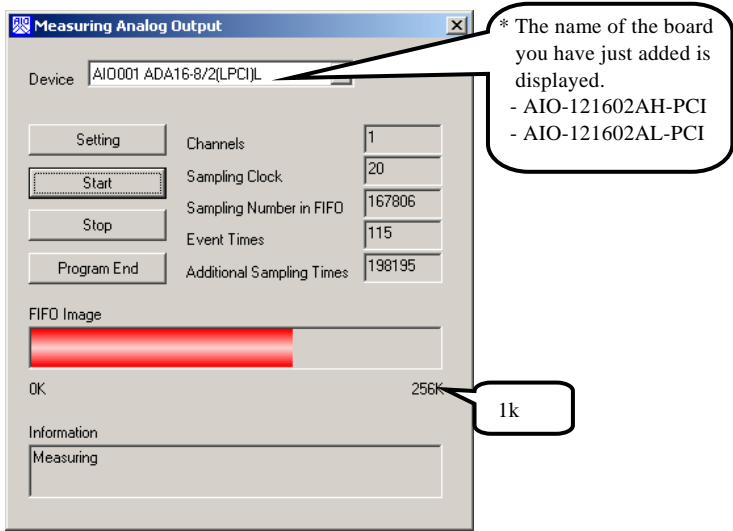 Measuring Analog Output
* The name of the board
you have just added is
displayed.
- AIO-121602AH-PCI
- AIO-121602AL-PCI
Device AIO001 ADA16-8/2(LPCI)L
Setting
Start
Stop
Program End
Channels 1
Sampling Clock 20
Sampling Number in FIFO 167806
Event Times 115
Additional Sampling Times 198195
FIFO Image
0K 256K
1k
Information
Measuring